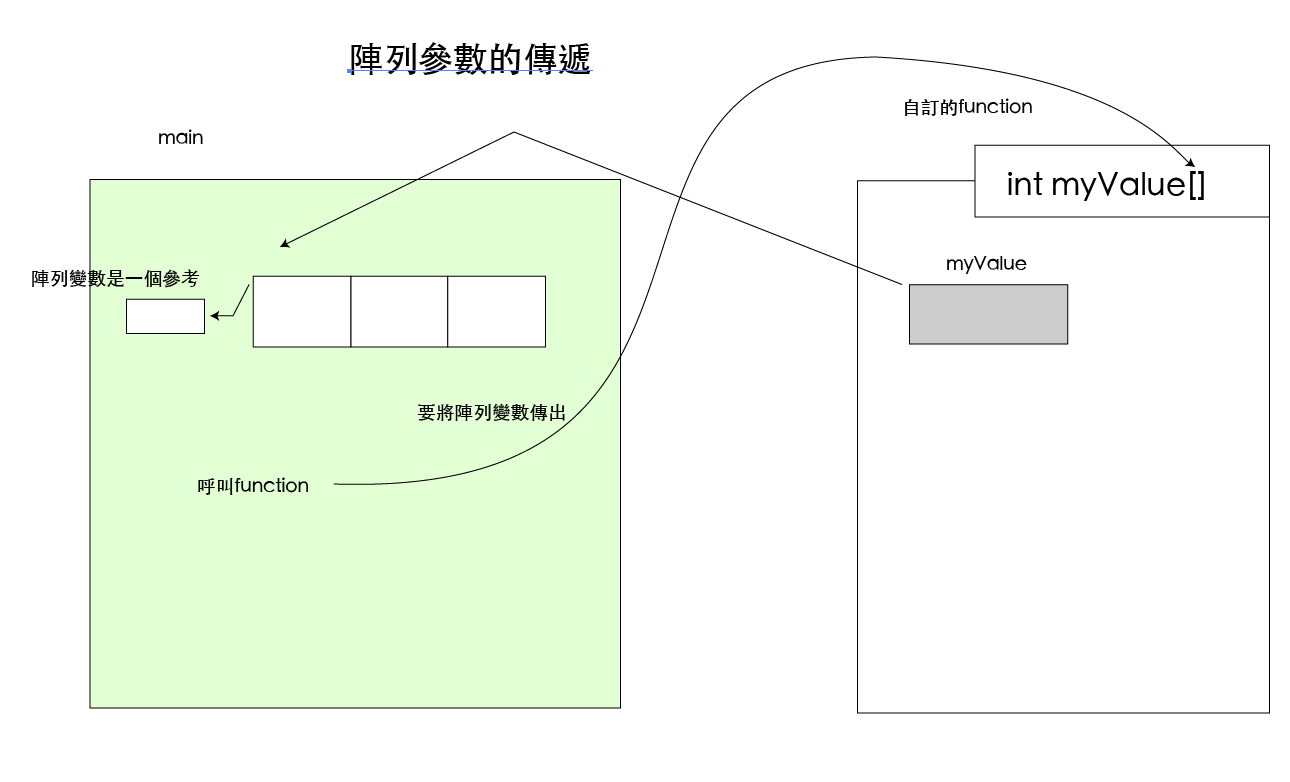 陣列參數的傳遞
自訂的function
main
int myValue[]
myValue
陣列變數是一個參考
要將陣列變數傳出
呼叫function